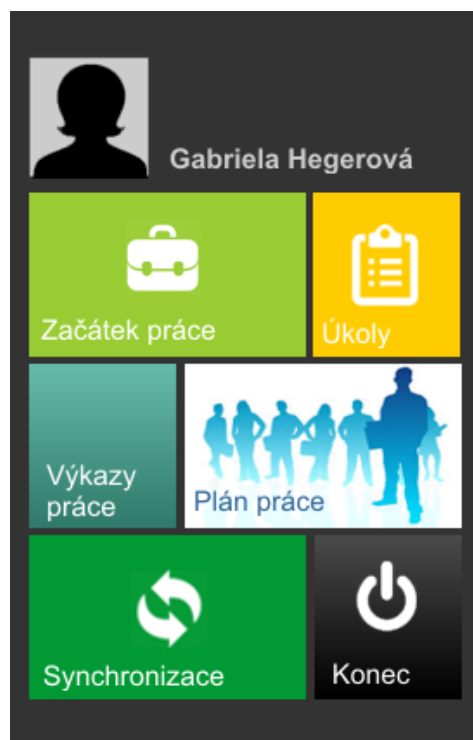 Gabriela Hegerová
Začátek práce
Úkoly
Výkazy
práce
Plán práce
Synchronizace
Konec